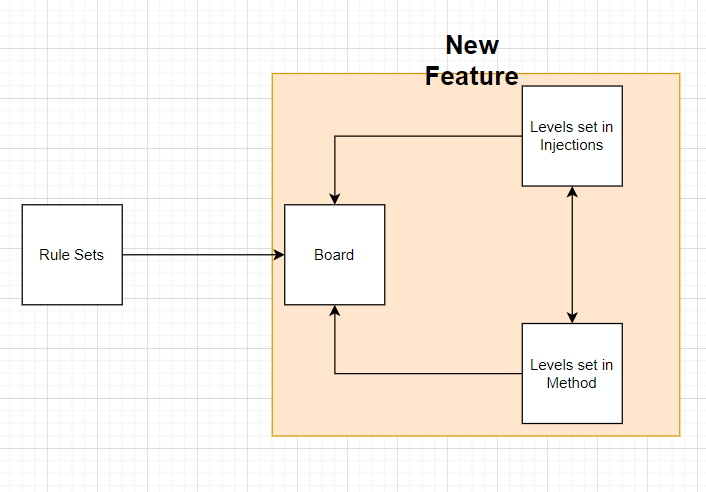 New
Feature
Levels set in
Injections
Rule Sets
Board
Levels set in
Method